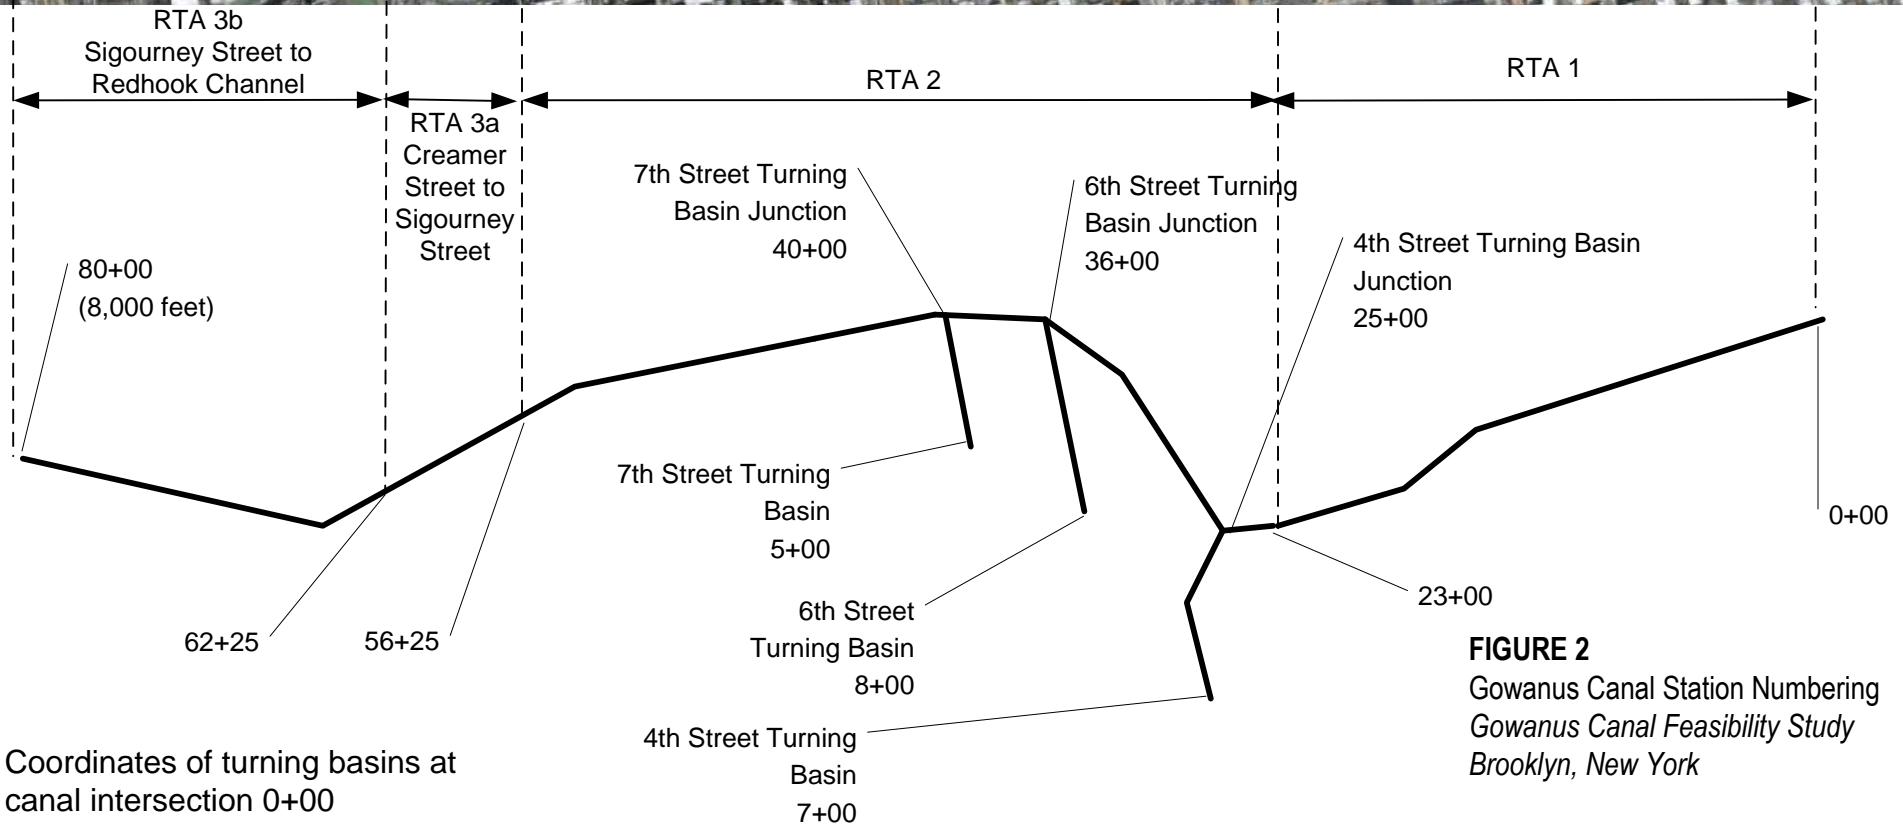 RTA 3b
Sigourney Street to
Redhook Channel
RTA 3a
Creamer
Street to
Sigourney
Street
RTA 2
RTA 1
80+00
(8,000 feet)
7th Street Turning
Basin Junction
40+00
6th Street Turning
Basin Junction
36+00
4th Street Turning Basin
Junction
25+00
0+00
7th Street Turning
Basin
5+00
6th Street
Turning Basin
8+00
4th Street Turning
Basin
7+00
62+25
56+25
23+00
FIGURE 2
Gowanus Canal Station Numbering
Gowanus Canal Feasibility Study
Brooklyn, New York
Coordinates of turning basins at
canal intersection 0+00